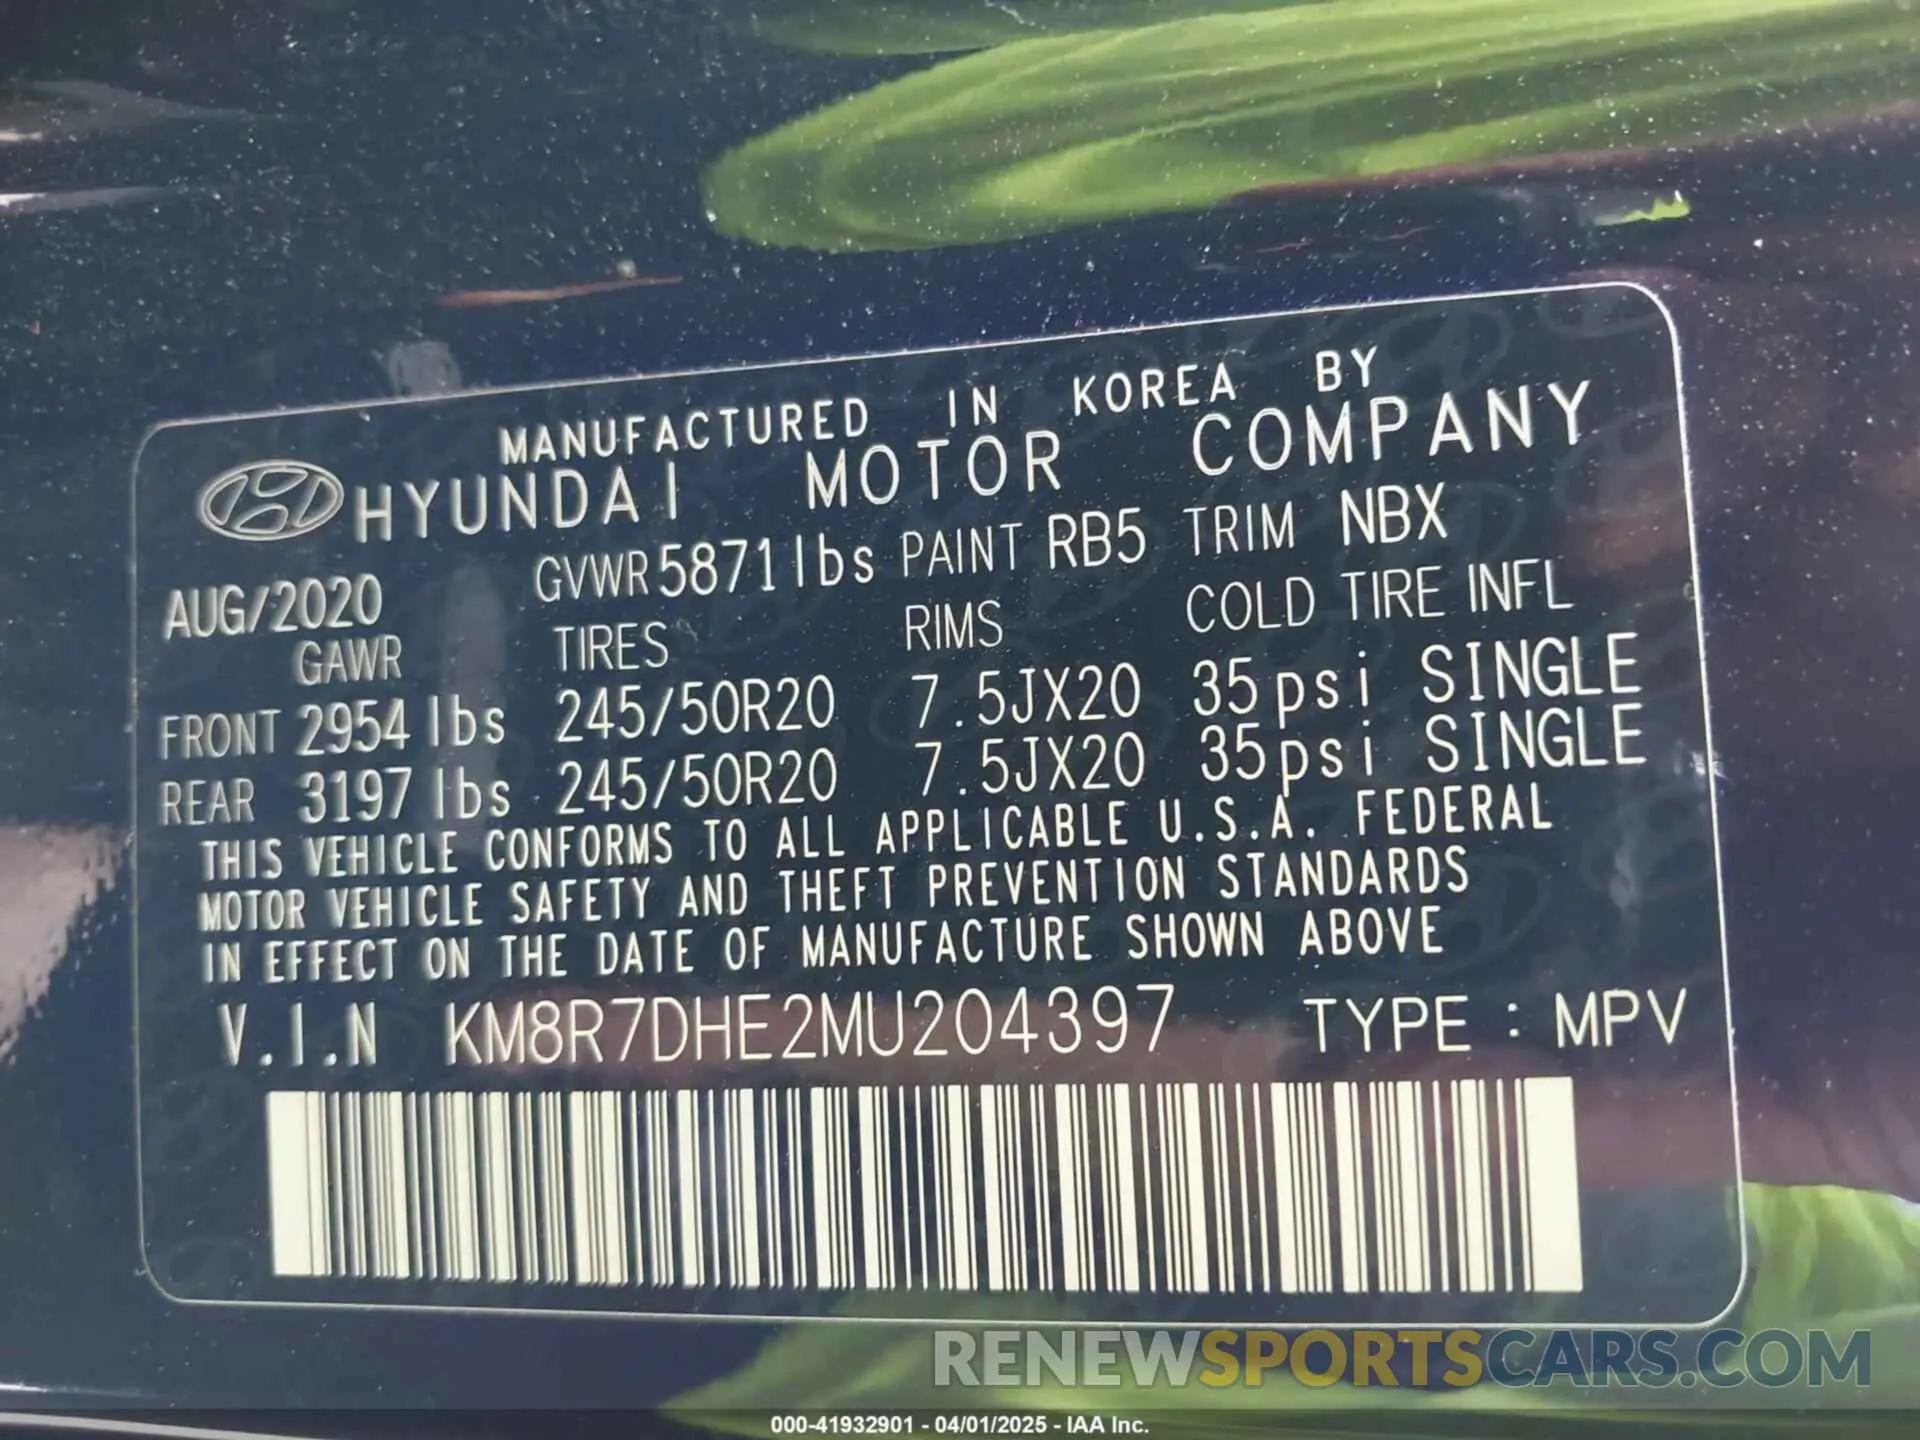 MANUFACTURED IN KOREA BY
HYUNDAI MOTOR COMPANY
AUG/2020 GVWR 5871 lbs PAINT RB5 TRIM NBX
GAWR TIRES RIMS COLD TIRE INFL
FRONT 2954 lbs 245/50R20 7.5JX20 35psi SINGLE
REAR 3197 lbs 245/50R20 7.5JX20 35psi SINGLE
THIS VEHICLE CONFORMS TO ALL APPLICABLE U.S.A. FEDERAL
MOTOR VEHICLE SAFETY AND THEFT PREVENTION STANDARDS
IN EFFECT ON THE DATE OF MANUFACTURE SHOWN ABOVE
V.I.N KM8R7DHE2MU204397 TYPE : MPV
RENEWSPORTSCARS.COM
000-41932901 - 04/01/2025 - IAA Inc.